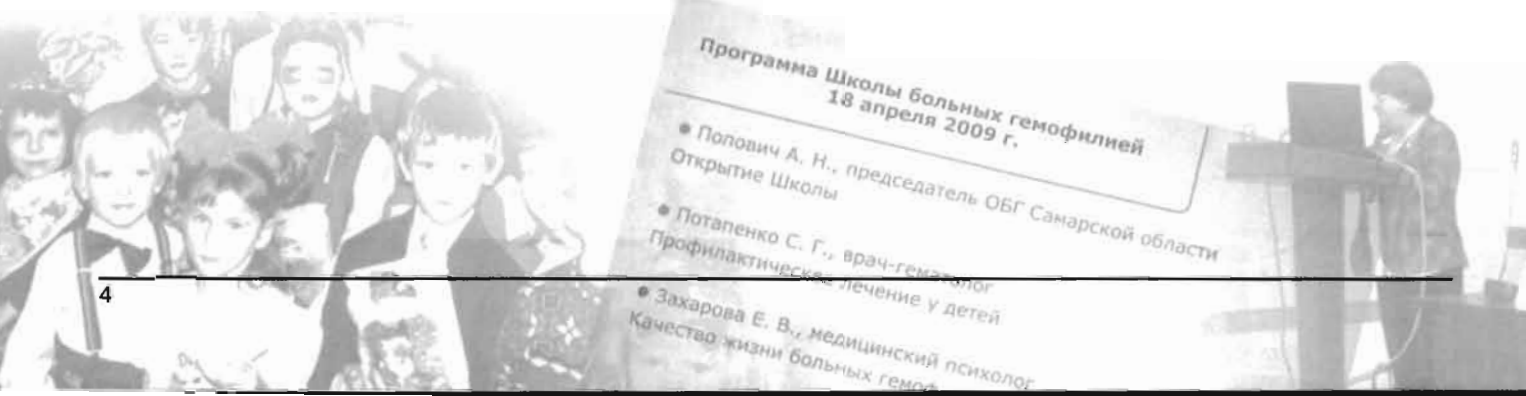 Программа Школы больных гемофилией
18 апреля 2009 г.
● Полович А. Н., председатель ОБГ Самарской области
Открытие Школы
● Потапенко С. Г., врач-гематолог
Профилактическое лечение у детей
4
● Захарова Е. В., медицинский психолог
Качество жизни больных гемоф